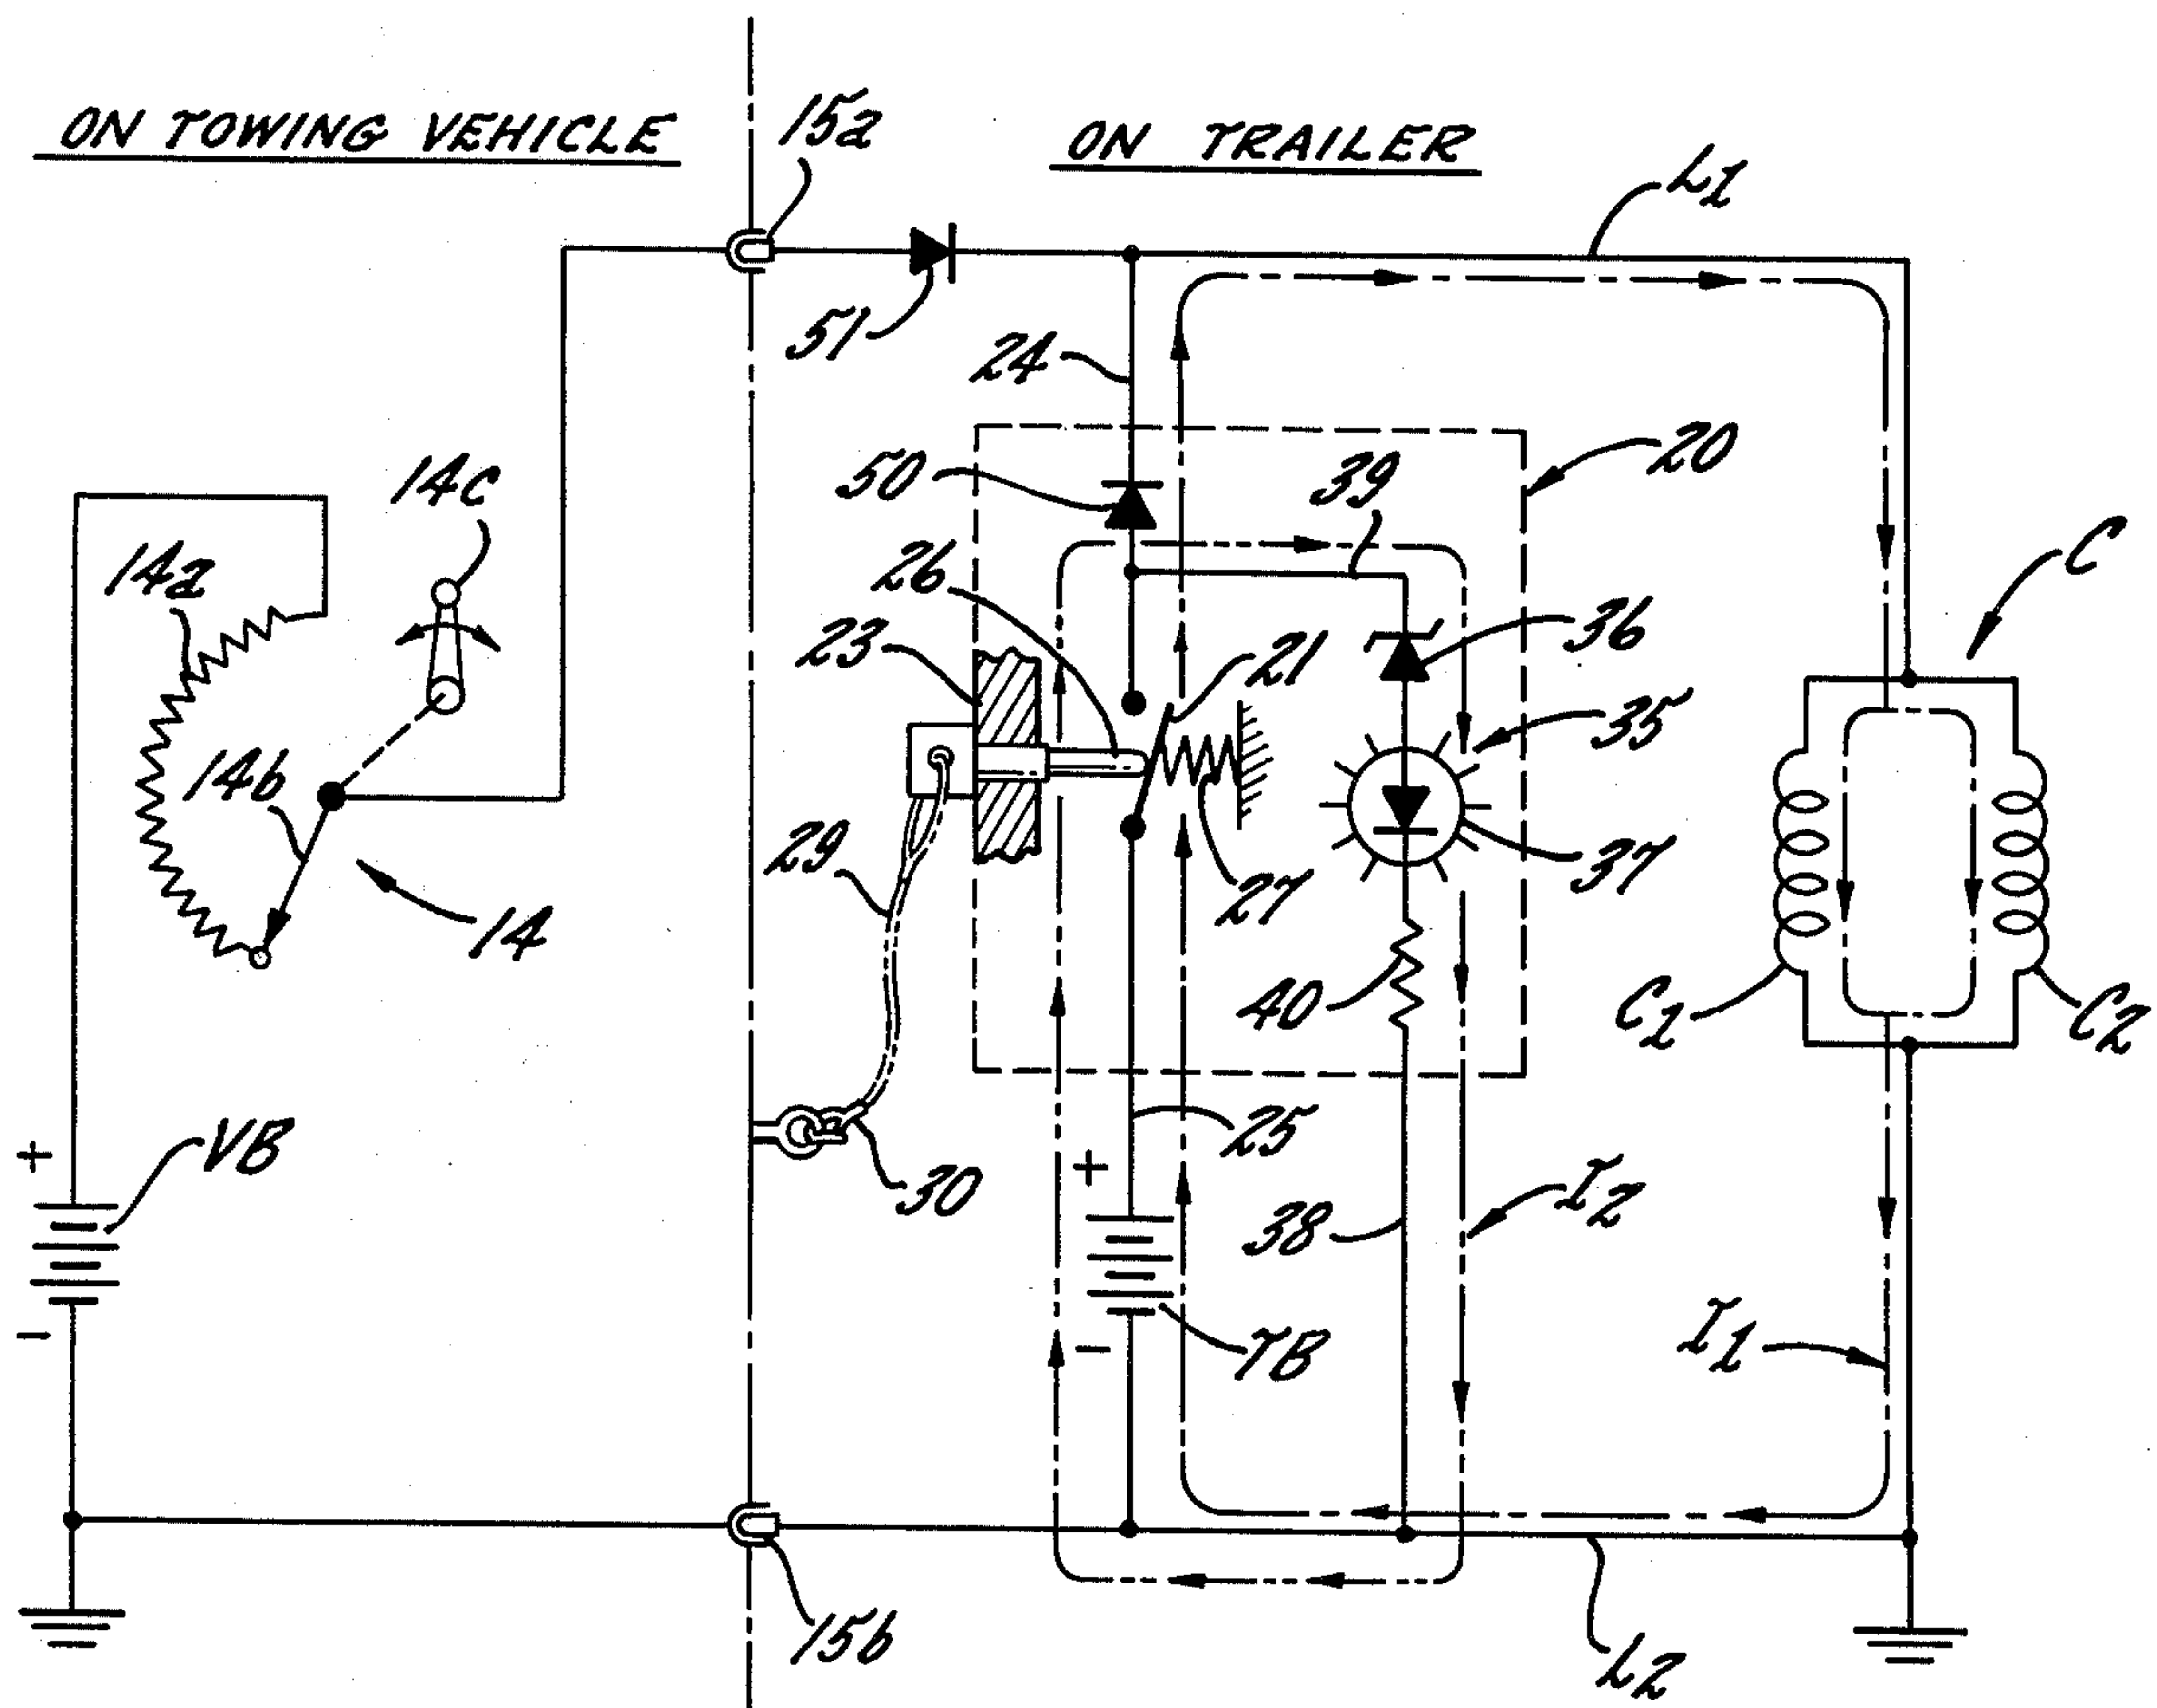 ON TOWING VEHICLE
15a
ON TRAILER
L1
51
24
20
14c
50
39
C
14a
26
23
36
21
35
14b
29
27
37
14
40
C1
C2
+
VB
25
+
30
I2
38
−
−
TB
I1
15b
L2